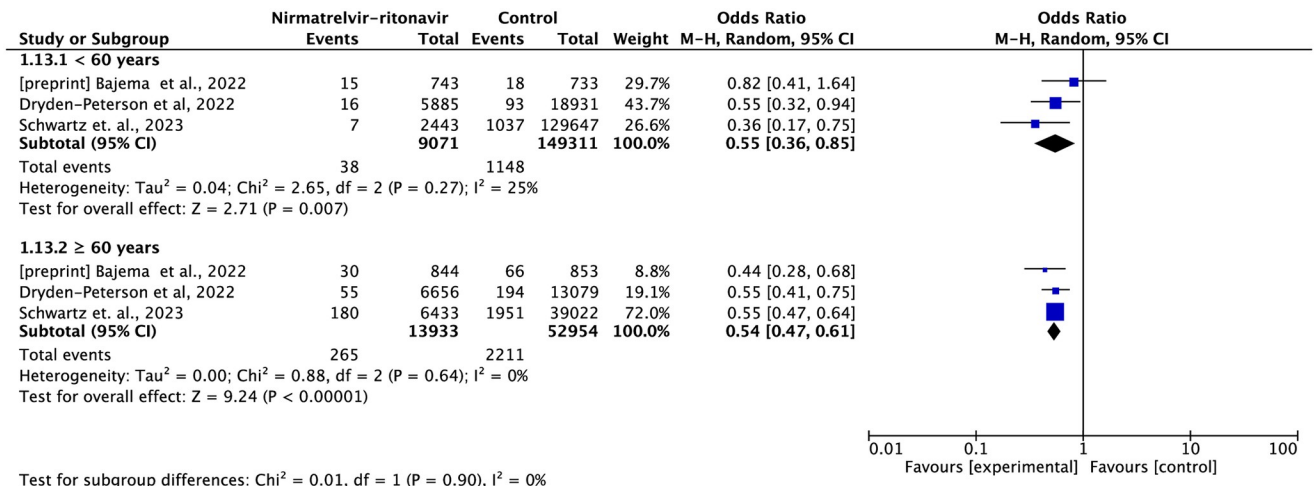 Nirmatrelvir-ritonavir Control Odds Ratio Odds Ratio
Study or Subgroup Events Total Events Total Weight M-H, Random, 95% CI M-H, Random, 95% CI
1.13.1 < 60 years
[preprint] Bajema et al., 2022 15 743 18 733 29.7% 0.82 [0.41, 1.64]
Dryden-Peterson et al, 2022 16 5885 93 18931 43.7% 0.55 [0.32, 0.94]
Schwartz et. al., 2023 7 2443 1037 129647 26.6% 0.36 [0.17, 0.75]
Subtotal (95% CI) 9071 149311 100.0% 0.55 [0.36, 0.85]
Total events 38 1148
Heterogeneity: Tau² = 0.04; Chi² = 2.65, df = 2 (P = 0.27); I² = 25%
Test for overall effect: Z = 2.71 (P = 0.007)
1.13.2 ≥ 60 years
[preprint] Bajema et al., 2022 30 844 66 853 8.8% 0.44 [0.28, 0.68]
Dryden-Peterson et al, 2022 55 6656 194 13079 19.1% 0.55 [0.41, 0.75]
Schwartz et. al., 2023 180 6433 1951 39022 72.0% 0.55 [0.47, 0.64]
Subtotal (95% CI) 13933 52954 100.0% 0.54 [0.47, 0.61]
Total events 265 2211
Heterogeneity: Tau² = 0.00; Chi² = 0.88, df = 2 (P = 0.64); I² = 0%
Test for overall effect: Z = 9.24 (P < 0.00001)
0.01 0.1 1 10 100
Favours [experimental] Favours [control]
Test for subgroup differences: Chi² = 0.01, df = 1 (P = 0.90), I² = 0%